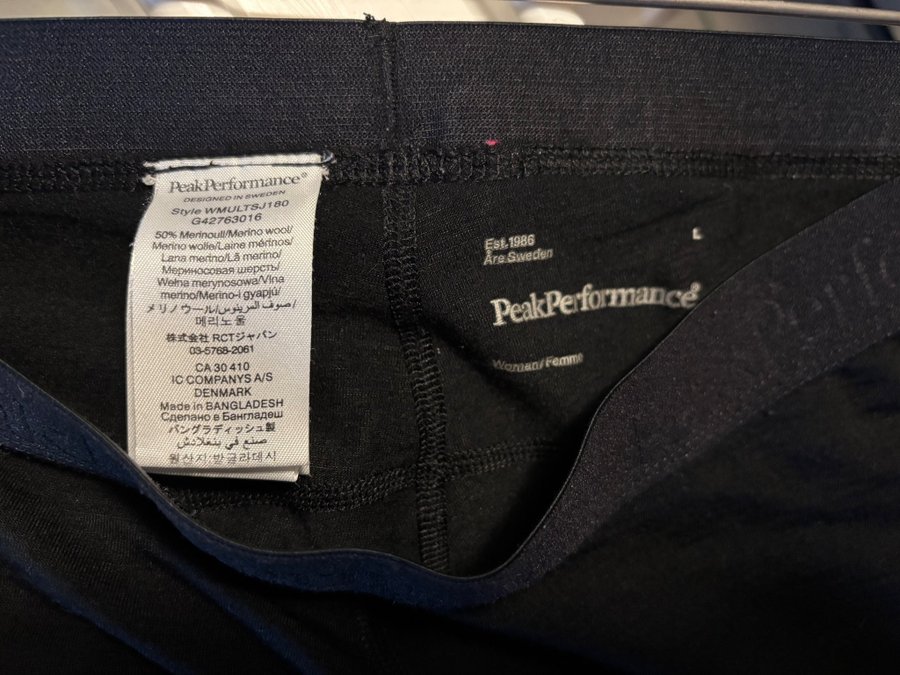 PeakPerformance®
DESIGNED IN SWEDEN
Style WMULTSJ180
G42763016
50% Merinoull/Merino wool/
Merino wolle/Laine mérinos/
Lana merino/Lã merino/
Мериносовая шерсть/
Wełna merynosowa/Vlna
merino/Merino-i gyapjú/
メリノウール/صوف المرينوس/
메리노 울
株式会社 RCTジャパン
03-5768-2061
CA 30 410
IC COMPANYS A/S
DENMARK
Made in BANGLADESH
Сделано в Бангладеш
バングラディッシュ製
صنع في بنغلادش
원산지: 방글라데시
Est.1986
Åre Sweden
L
PeakPerformance®
Woman/Femme